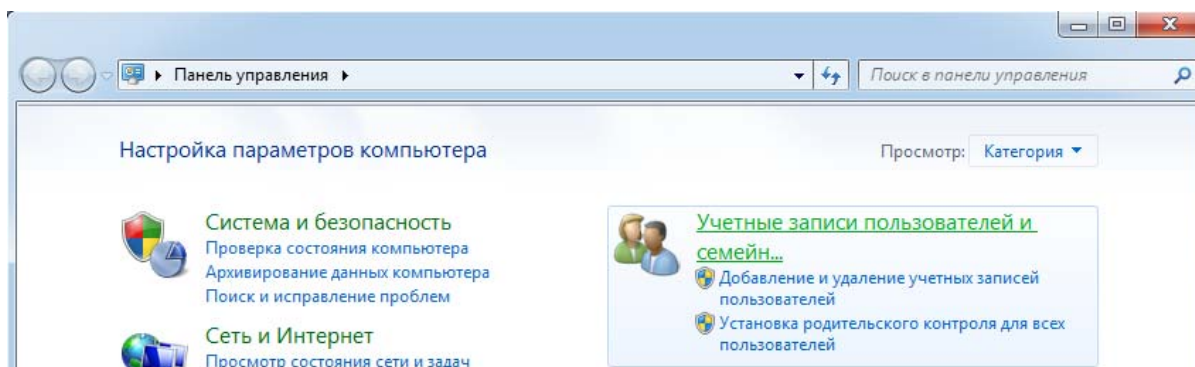 Панель управления
Поиск в панели управления
Настройка параметров компьютера
Просмотр: Категория
Система и безопасность
Проверка состояния компьютера
Архивирование данных компьютера
Поиск и исправление проблем
Сеть и Интернет
Просмотр состояния сети и задач
Учетные записи пользователей и
семейн...
Добавление и удаление учетных записей
пользователей
Установка родительского контроля для всех
пользователей